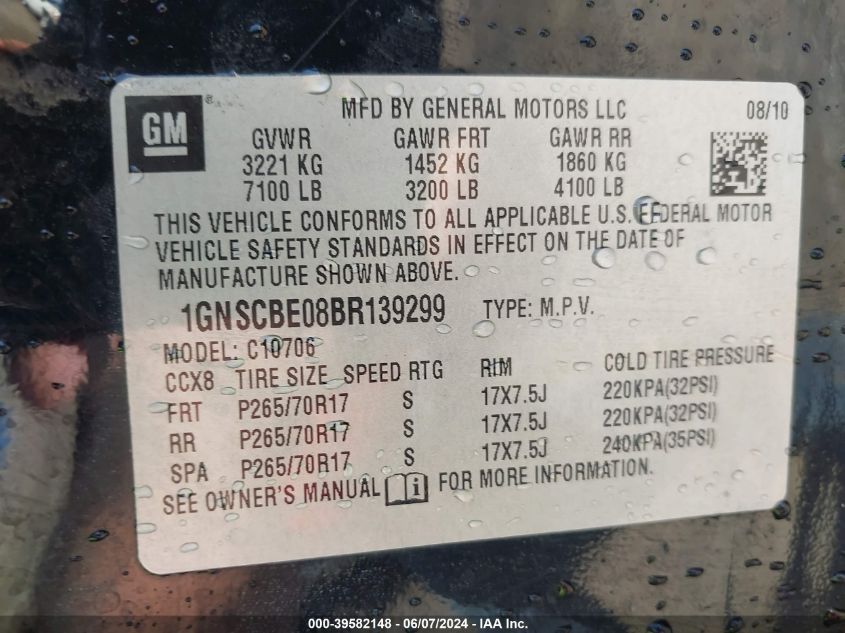 GM ®
MFD BY GENERAL MOTORS LLC 08/10
GVWR GAWR FRT GAWR RR
3221 KG 1452 KG 1860 KG
7100 LB 3200 LB 4100 LB
THIS VEHICLE CONFORMS TO ALL APPLICABLE U.S. FEDERAL MOTOR
VEHICLE SAFETY STANDARDS IN EFFECT ON THE DATE OF
MANUFACTURE SHOWN ABOVE.
1GNSCBE08BR139299 TYPE: M.P.V.
MODEL: C10706
CCX8 TIRE SIZE SPEED RTG RIM COLD TIRE PRESSURE
FRT P265/70R17 S 17X7.5J 220KPA(32PSI)
RR P265/70R17 S 17X7.5J 220KPA(32PSI)
SPA P265/70R17 S 17X7.5J 240KPA(35PSI)
SEE OWNER'S MANUAL i FOR MORE INFORMATION.
000-39582148 - 06/07/2024 - IAA Inc.